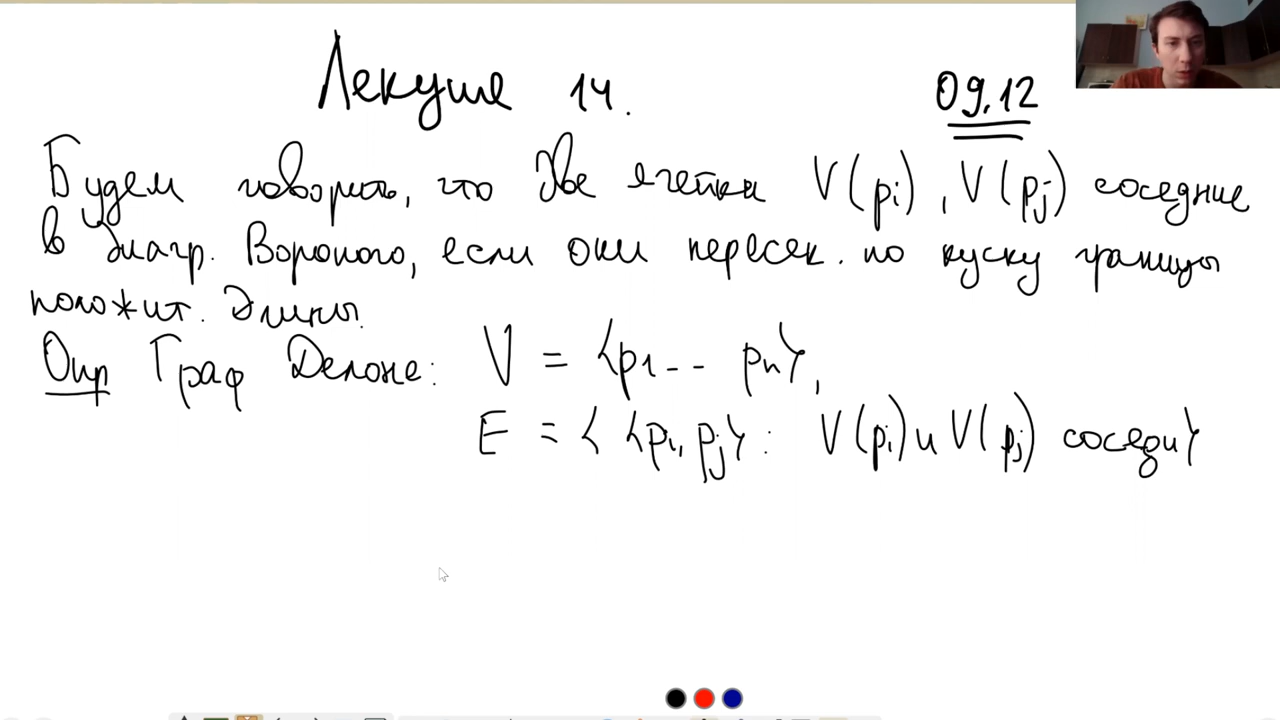 Лекция 14.
09.12
Будем говорить, что две ячейки V(pi), V(pj) соседние
в диагр. Вороного, если они пересек. по куску границы
положит. длины.
Опр Граф Делоне: V = {p1-- pn},
E = { {pi, pj} : V(pi) и V(pj) соседи}